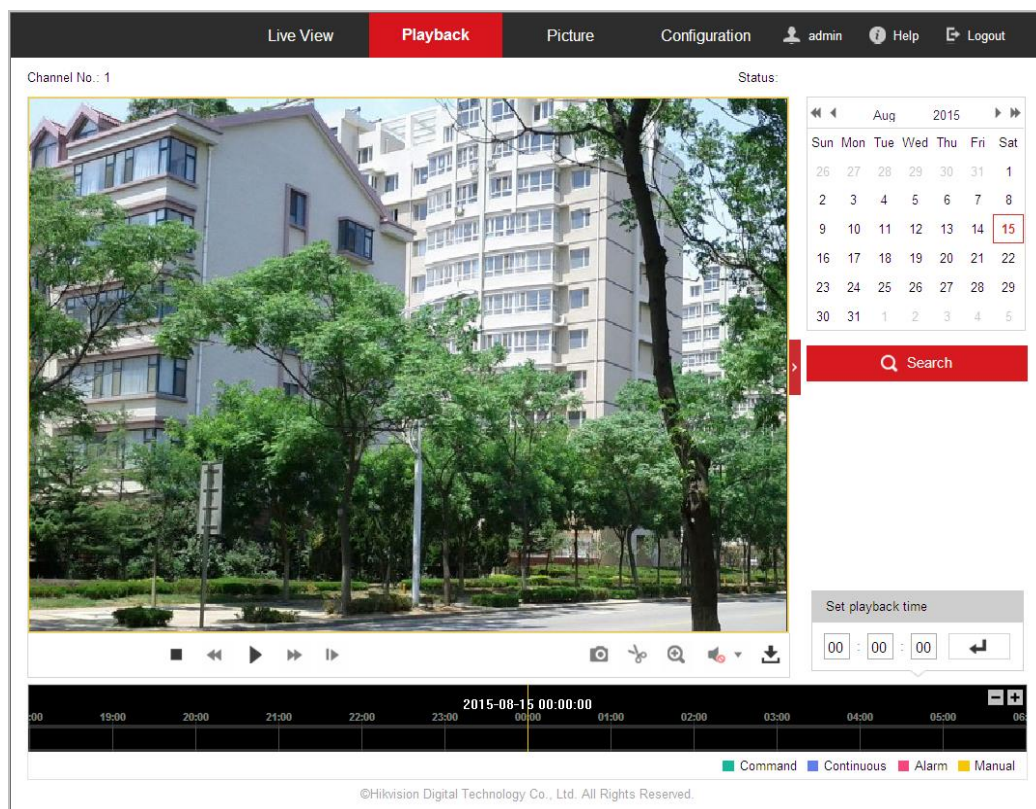 Live View Playback Picture Configuration admin Help Logout
Channel No.: 1 Status:
Aug 2015
Sun Mon Tue Wed Thu Fri Sat
26 27 28 29 30 31 1
2 3 4 5 6 7 8
9 10 11 12 13 14 15
16 17 18 19 20 21 22
23 24 25 26 27 28 29
30 31 1 2 3 4 5
Search
Set playback time
00 : 00 : 00
2015-08-15 00:00:00
:00 19:00 20:00 21:00 22:00 23:00 00:00 01:00 02:00 03:00 04:00 05:00 06:
Command Continuous Alarm Manual
©Hikvision Digital Technology Co., Ltd. All Rights Reserved.